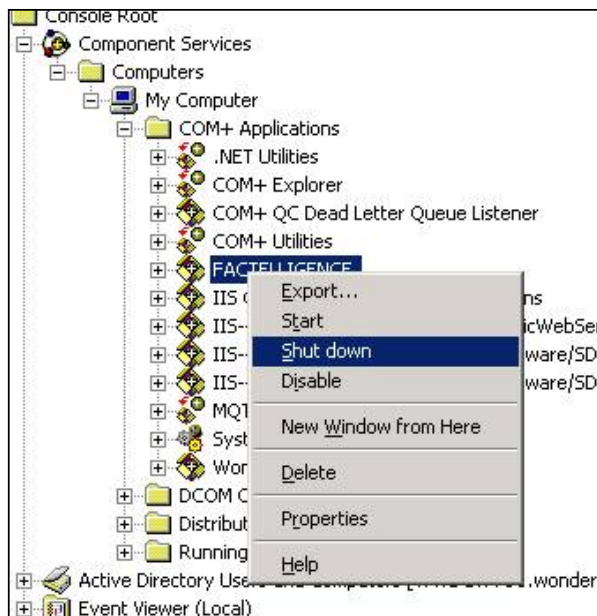 Console Root
Component Services
Computers
My Computer
COM+ Applications
.NET Utilities
COM+ Explorer
COM+ QC Dead Letter Queue Listener
COM+ Utilities
FACTELLIGENCE
Export...
IIS
ns
Start
IIS--
icWebSer
Shut down
IIS--
ware/SD
Disable
IIS--
ware/SD
MQT
New Window from Here
Syst
Wor
Delete
DCOM C
Distribut
Properties
Running
Help
Active Directory Use
.wonder
Event Viewer (Local)